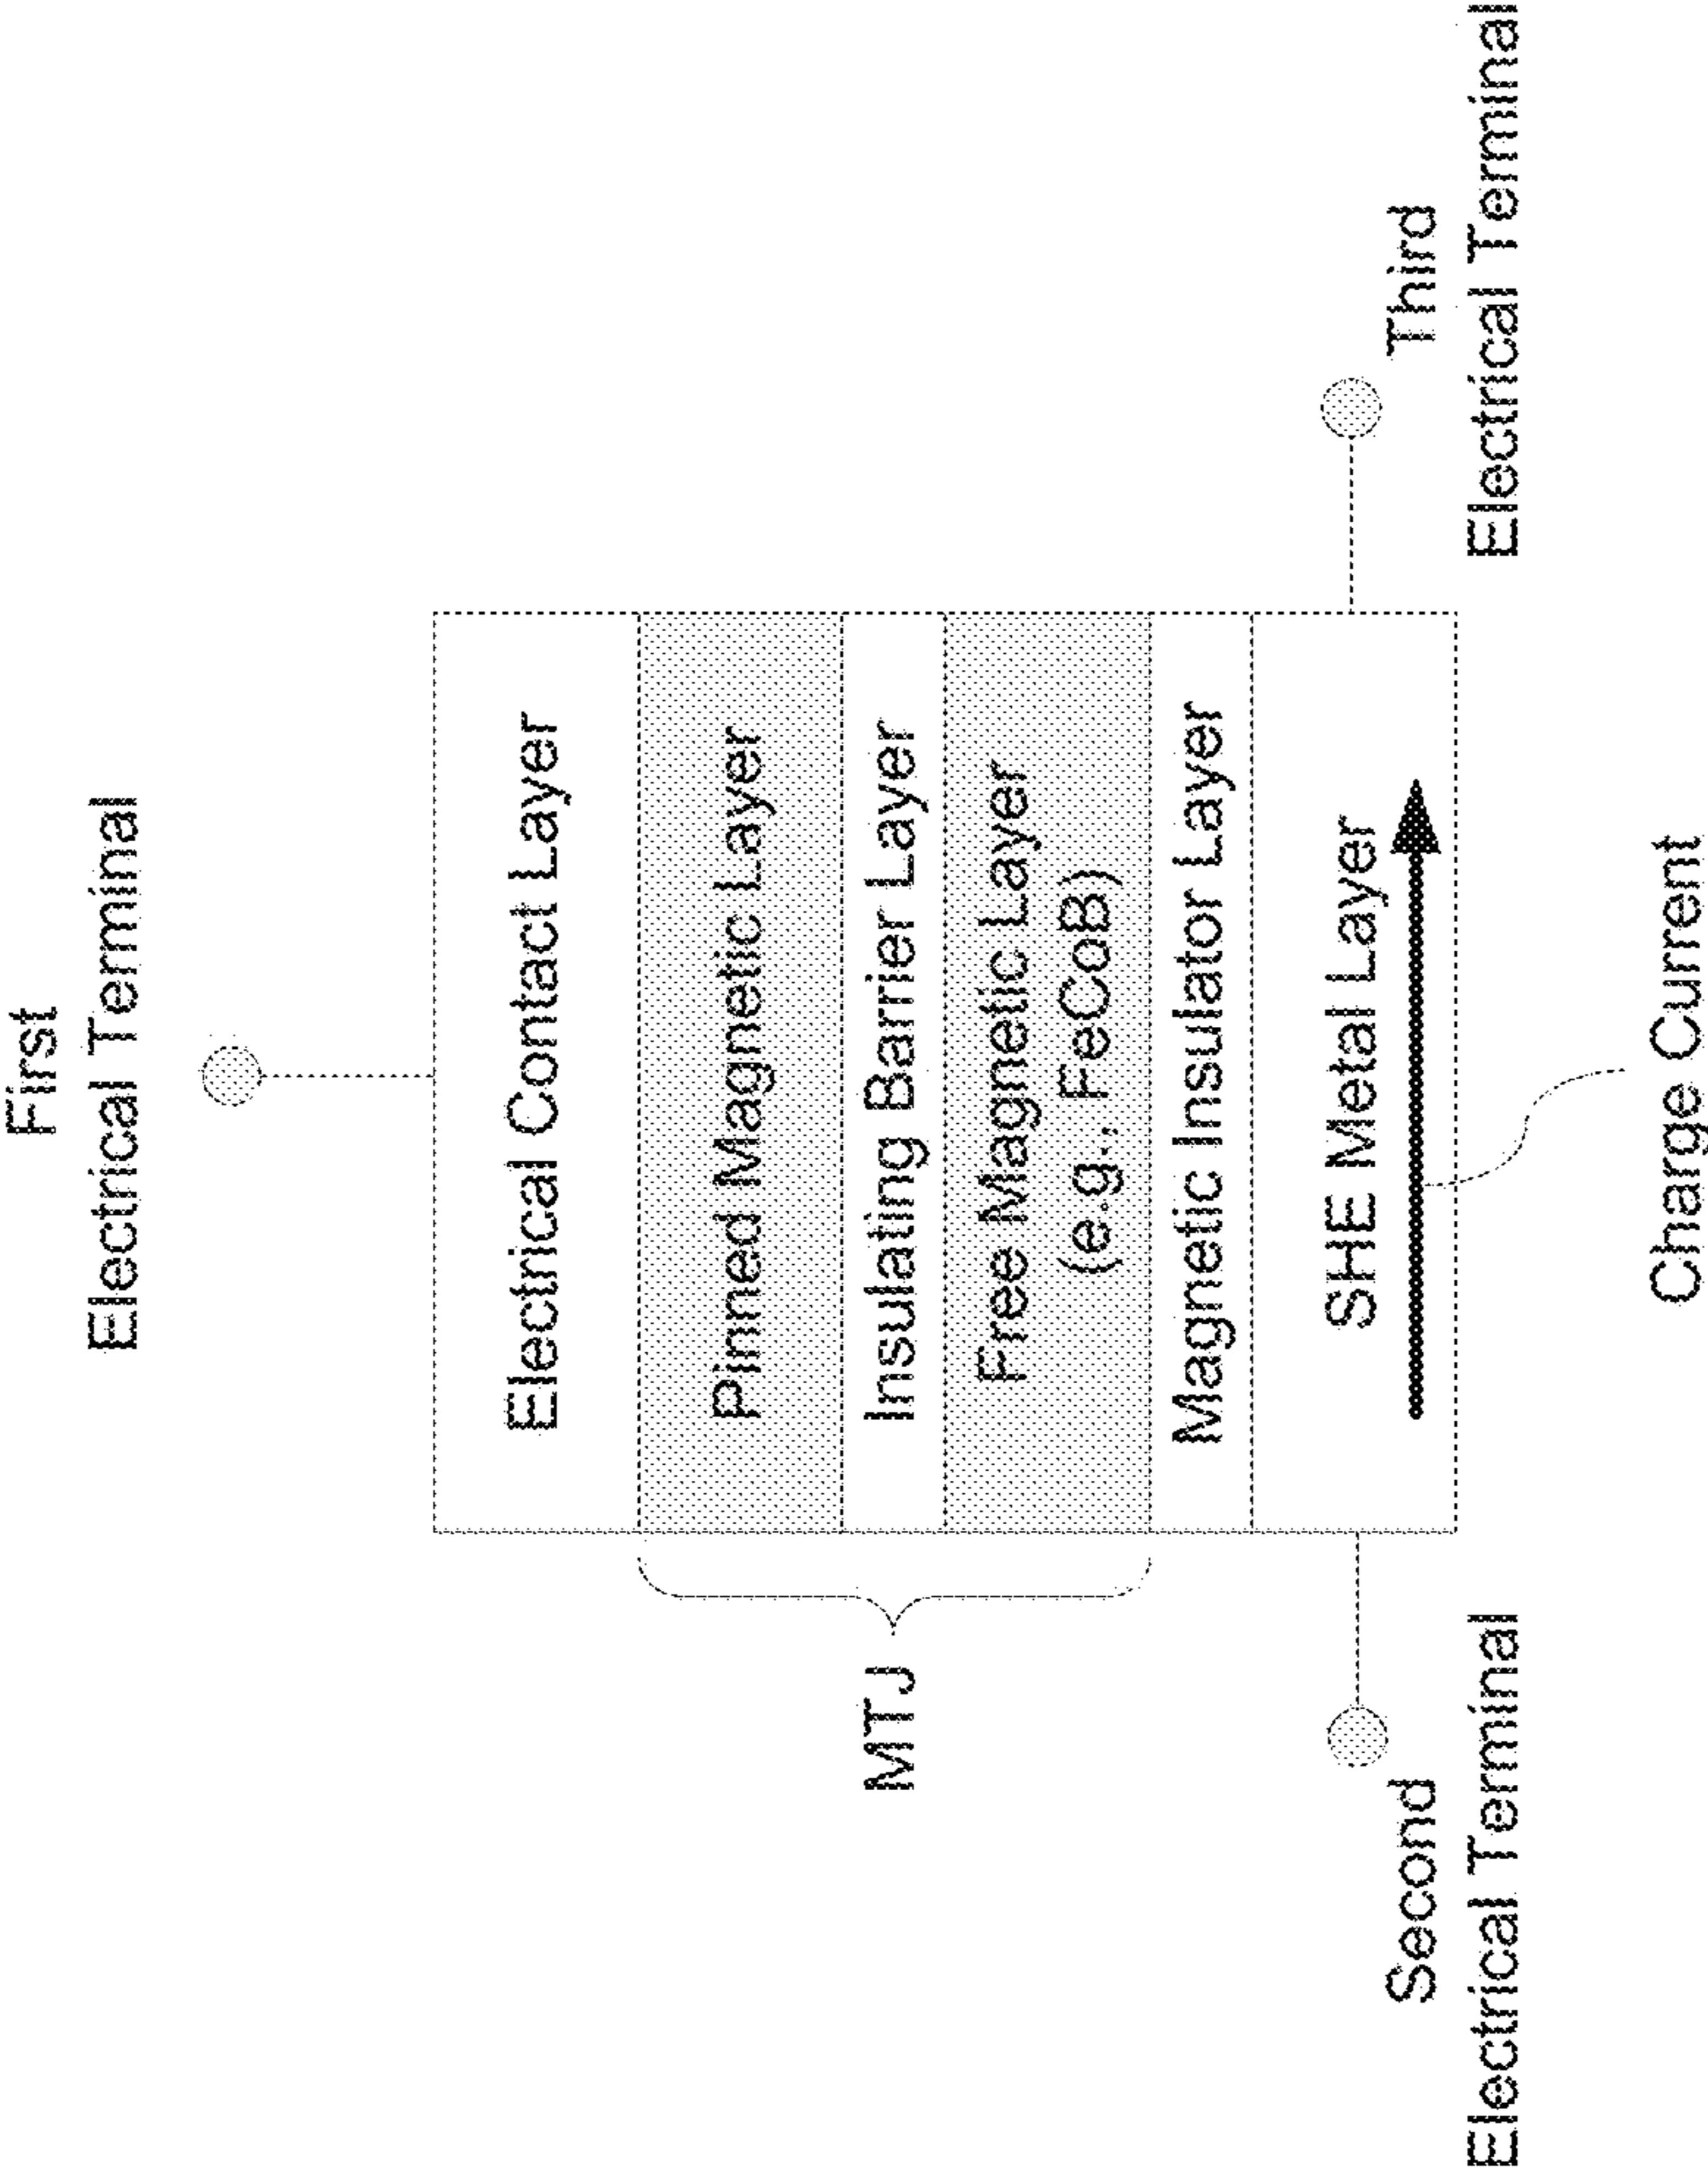 First
Electrical Terminal
Electrical Contact Layer
Pinned Magnetic Layer
Insulating Barrier Layer
Free Magnetic Layer
(e.g., FeCoB)
Magnetic Insulator Layer
SHE Metal Layer
MTJ
Second
Electrical Terminal
Third
Electrical Terminal
Charge Current